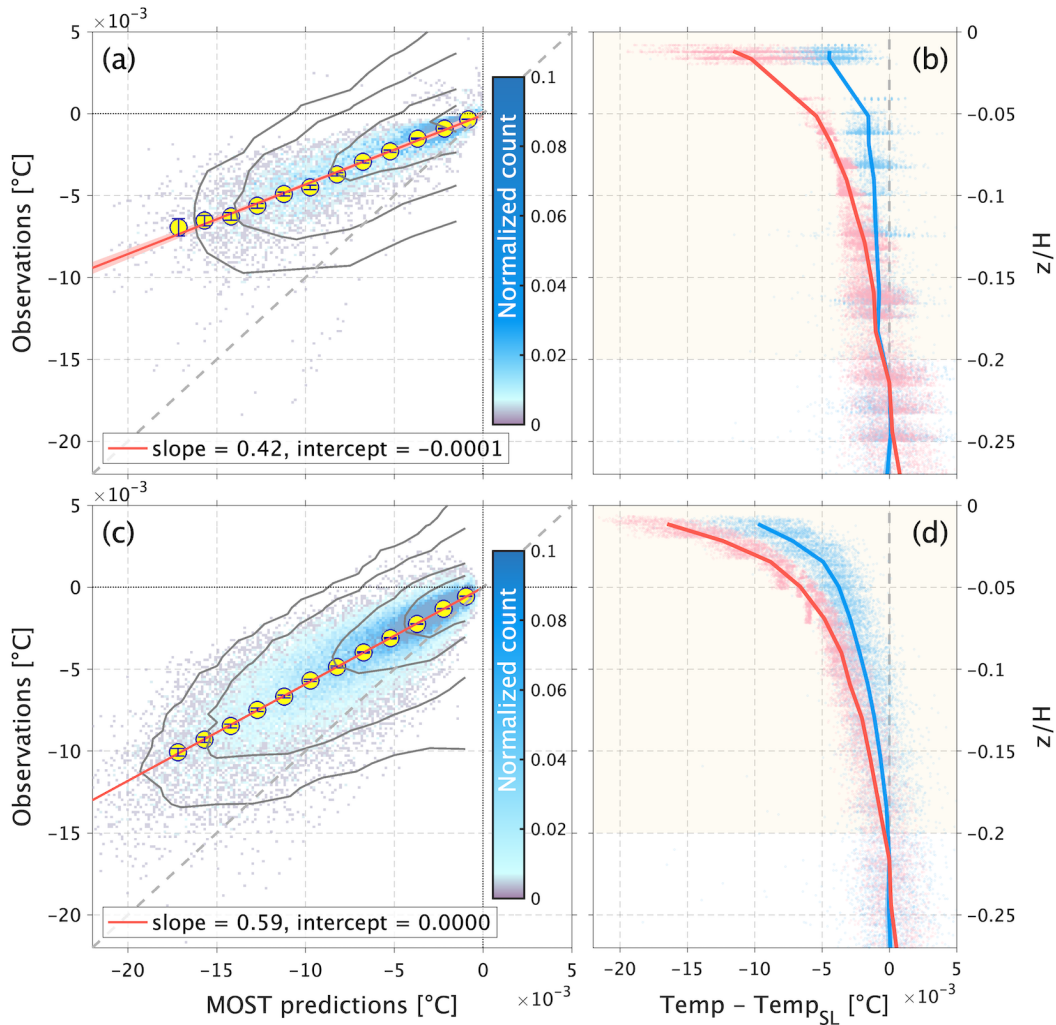 ×10⁻³
5
0
−5
−10
−15
−20
Observations [°C]
(a)
0.1
0.08
0.06
0.04
0.02
0
Normalized count
slope = 0.42, intercept = −0.0001
(b)
0
−0.05
−0.1
−0.15
−0.2
−0.25
z/H
×10⁻³
5
0
−5
−10
−15
−20
Observations [°C]
(c)
0.1
0.08
0.06
0.04
0.02
0
Normalized count
slope = 0.59, intercept = 0.0000
−20 −15 −10 −5 0 5
MOST predictions [°C]
×10⁻³
(d)
0
−0.05
−0.1
−0.15
−0.2
−0.25
z/H
−20 −15 −10 −5 0 5
Temp − Temp_SL [°C]
×10⁻³